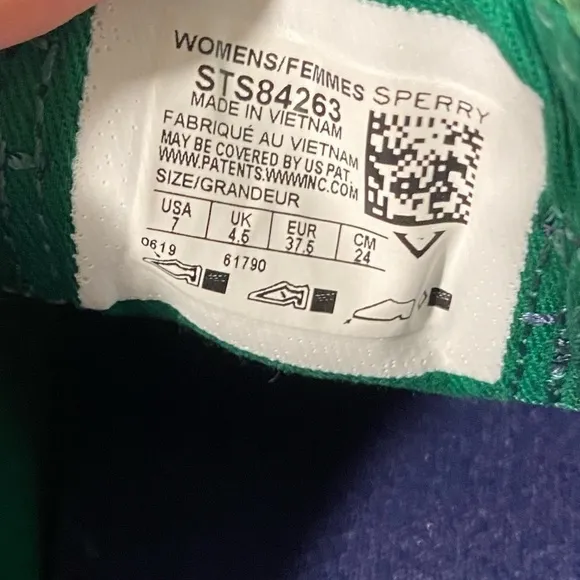 WOMENS/FEMMES
SPERRY
STS84263
MADE IN VIETNAM
FABRIQUÉ AU VIETNAM
MAY BE COVERED BY US PAT.
WWW.PATENTS.WWWINC.COM
SIZE/GRANDEUR
USA UK EUR CM
7 4.5 37.5 24
0619 61790